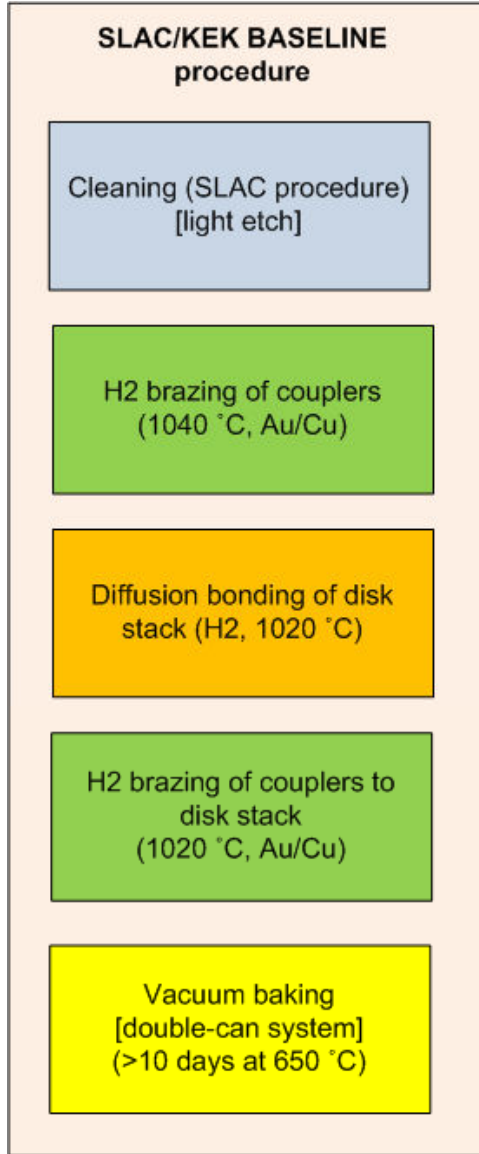 SLAC/KEK BASELINE
procedure
Cleaning (SLAC procedure)
[light etch]
H2 brazing of couplers
(1040 ˚C, Au/Cu)
Diffusion bonding of disk
stack (H2, 1020 ˚C)
H2 brazing of couplers to
disk stack
(1020 ˚C, Au/Cu)
Vacuum baking
[double-can system]
(>10 days at 650 ˚C)